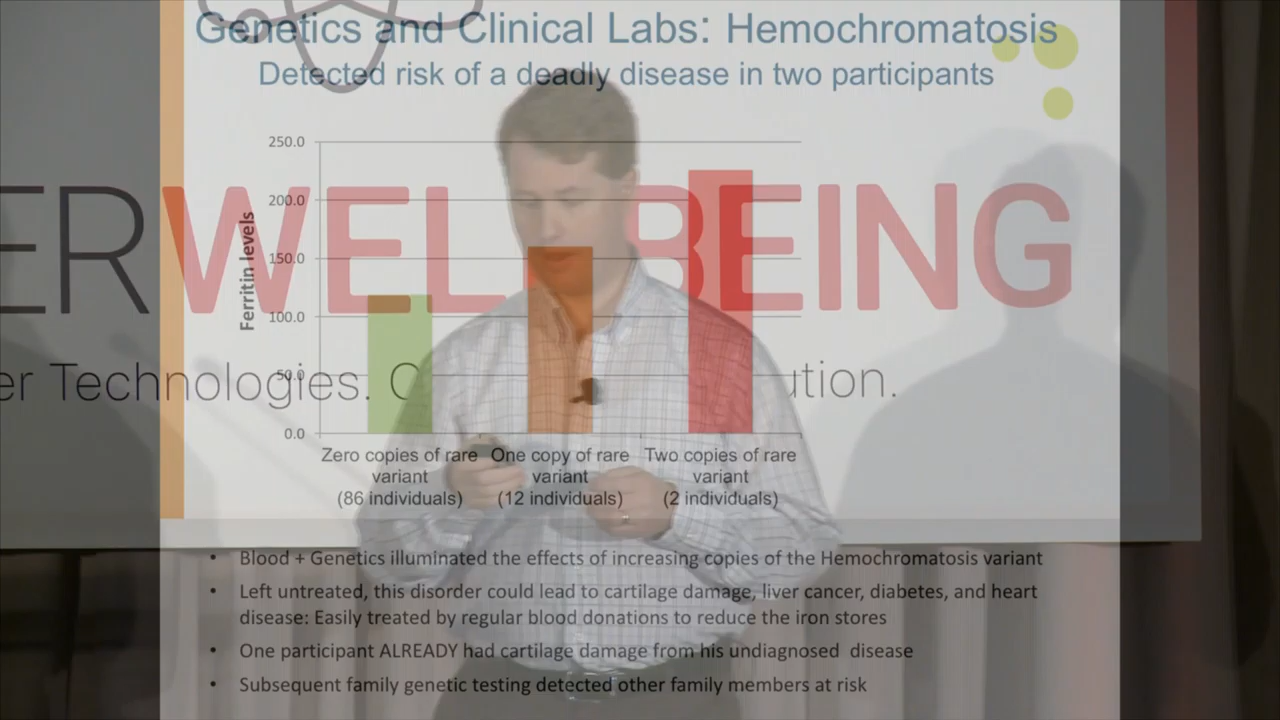 Genetics and Clinical Labs: Hemochromatosis
Detected risk of a deadly disease in two participants
250.0
200.0
150.0
100.0
50.0
0.0
Ferritin levels
ER WELLBEING
er Technologies.
ution.
Zero copies of rare
variant
(86 individuals)
One copy of rare
variant
(12 individuals)
Two copies of rare
variant
(2 individuals)
• Blood + Genetics illuminated the effects of increasing copies of the Hemochromatosis variant
• Left untreated, this disorder could lead to cartilage damage, liver cancer, diabetes, and heart
disease: Easily treated by regular blood donations to reduce the iron stores
• One participant ALREADY had cartilage damage from his undiagnosed disease
• Subsequent family genetic testing detected other family members at risk